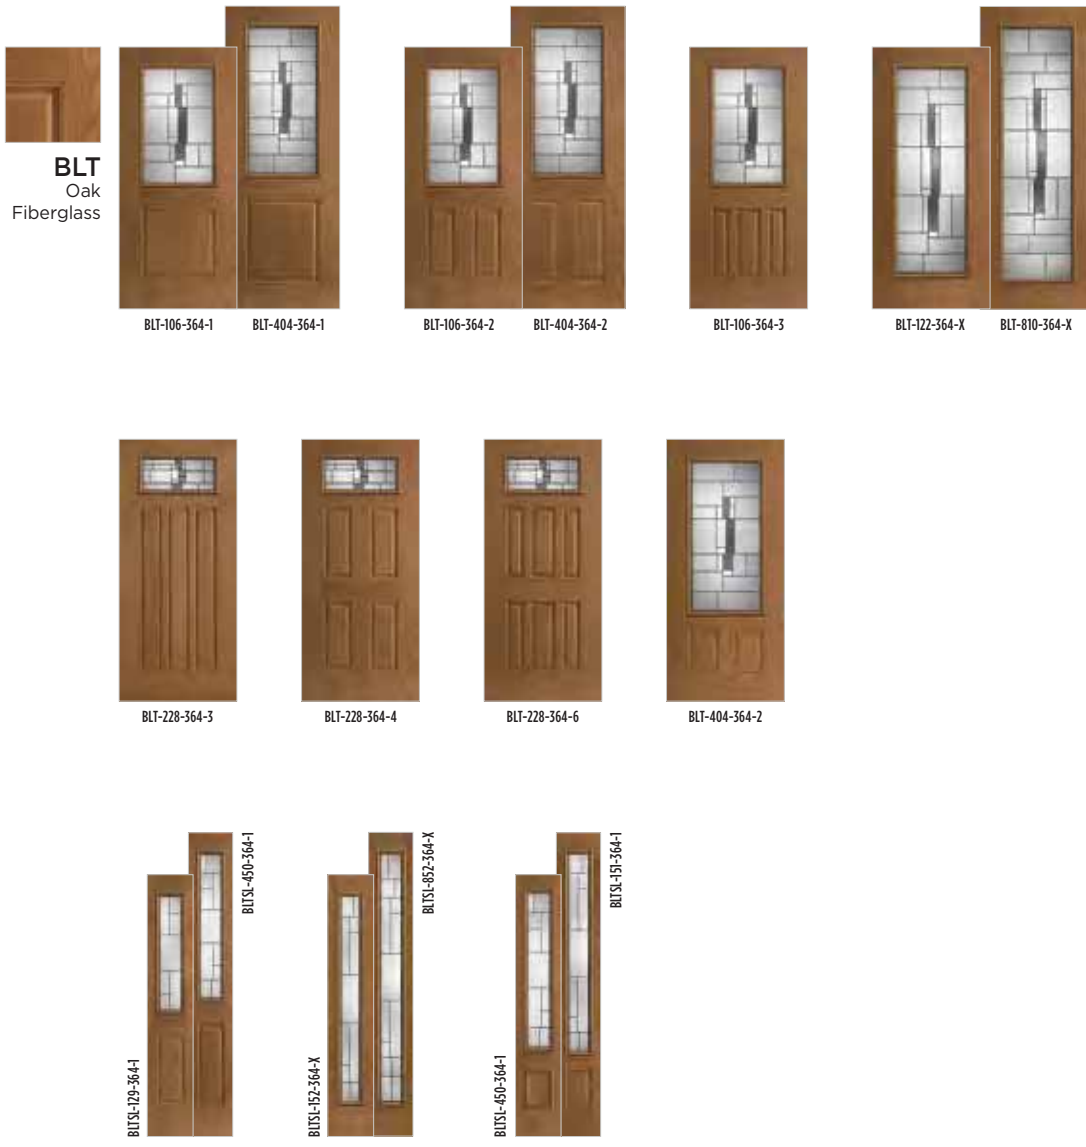 BLT
Oak
Fiberglass
BLT-106-364-1
BLT-404-364-1
BLT-106-364-2
BLT-404-364-2
BLT-106-364-3
BLT-122-364-X
BLT-810-364-X
BLT-228-364-3
BLT-228-364-4
BLT-228-364-6
BLT-404-364-2
BLTSL-129-364-1
BLTSL-450-364-1
BLTSL-152-364-X
BLTSL-852-364-X
BLTSL-450-364-1
BLTSL-151-364-1